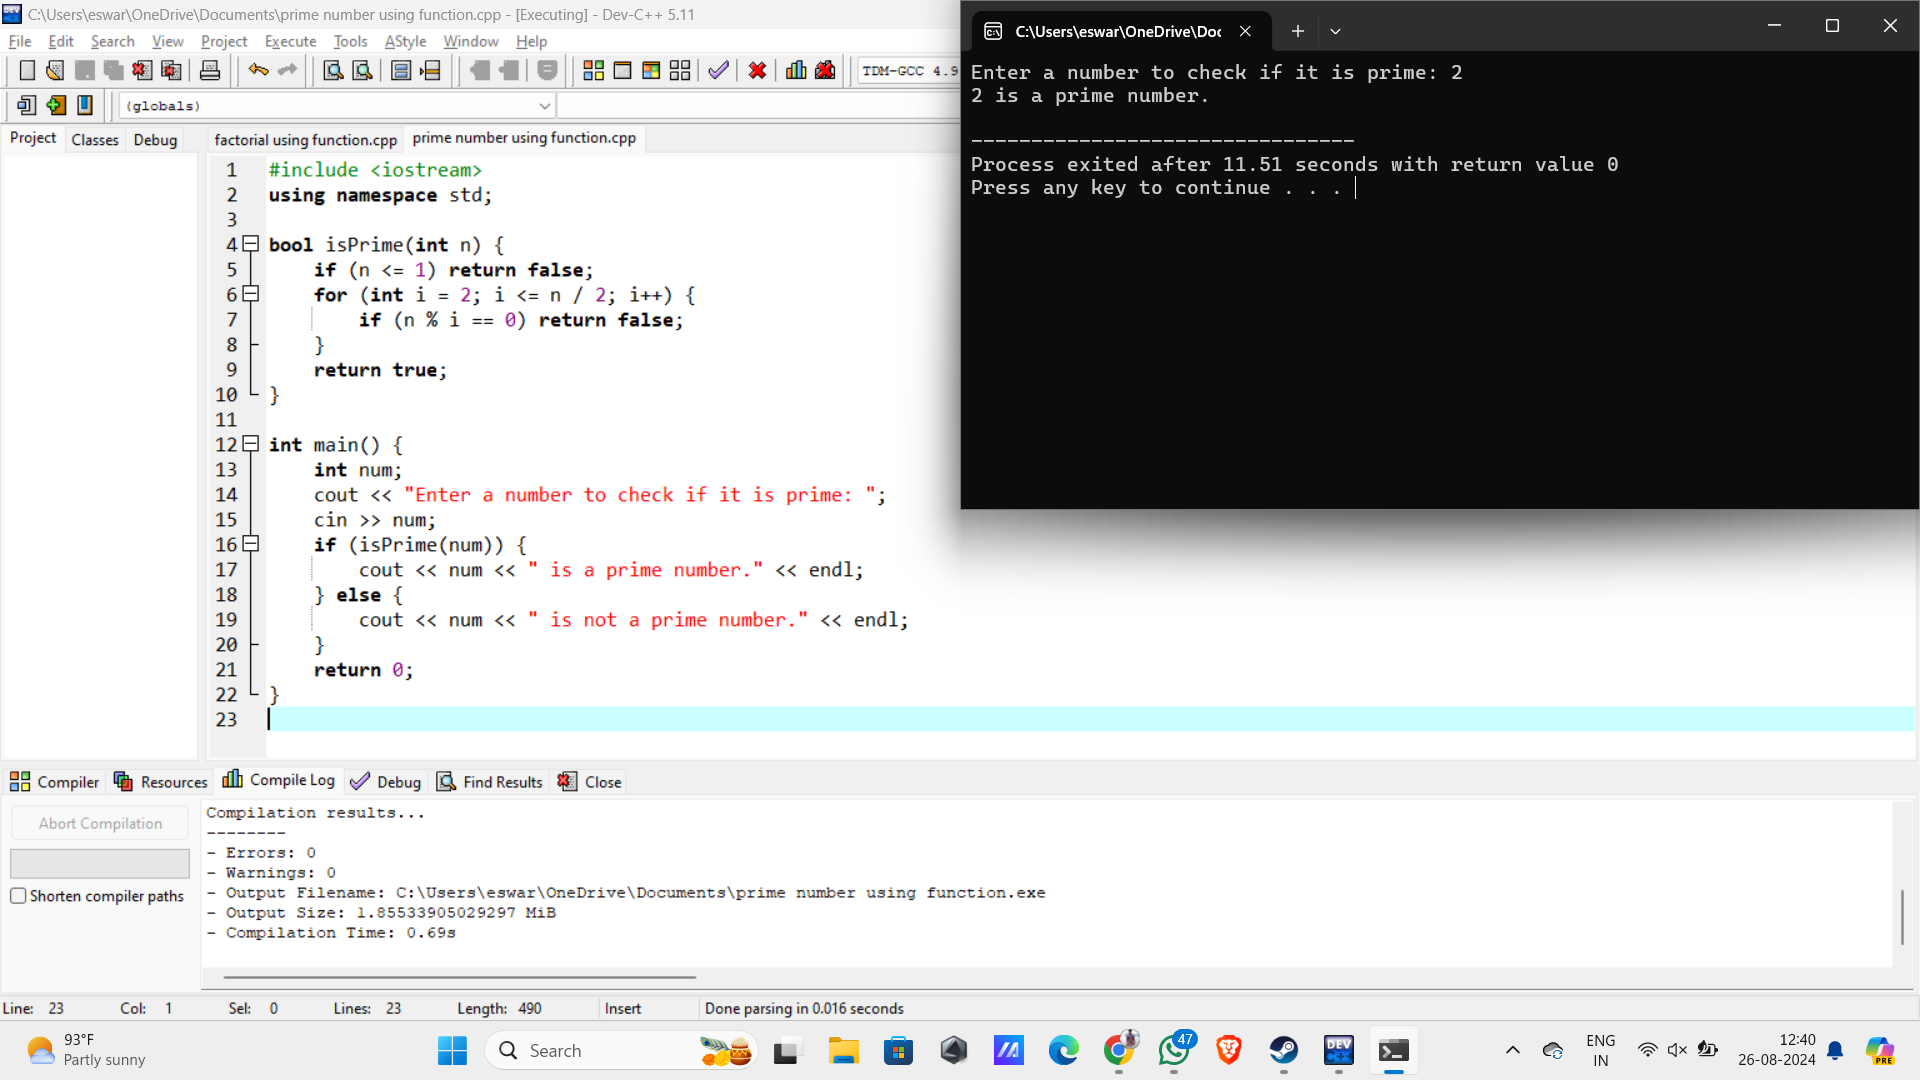 C:\Users\eswar\OneDrive\Documents\prime number using function.cpp - [Executing] - Dev-C++ 5.11
File Edit Search View Project Execute Tools AStyle Window Help
TDM-GCC 4.9
(globals)
Project Classes Debug
factorial using function.cpp prime number using function.cpp
1 #include <iostream>
2 using namespace std;
3
4 bool isPrime(int n) {
5 if (n <= 1) return false;
6 for (int i = 2; i <= n / 2; i++) {
7 if (n % i == 0) return false;
8 }
9 return true;
10 }
11
12 int main() {
13 int num;
14 cout << "Enter a number to check if it is prime: ";
15 cin >> num;
16 if (isPrime(num)) {
17 cout << num << " is a prime number." << endl;
18 } else {
19 cout << num << " is not a prime number." << endl;
20 }
21 return 0;
22 }
23
C:\Users\eswar\OneDrive\Doc
Enter a number to check if it is prime: 2
2 is a prime number.
--------------------------------
Process exited after 11.51 seconds with return value 0
Press any key to continue . . .
Compiler Resources Compile Log Debug Find Results Close
Abort Compilation
Shorten compiler paths
Compilation results...
--------
- Errors: 0
- Warnings: 0
- Output Filename: C:\Users\eswar\OneDrive\Documents\prime number using function.exe
- Output Size: 1.85533905029297 MiB
- Compilation Time: 0.69s
Line: 23 Col: 1 Sel: 0 Lines: 23 Length: 490 Insert Done parsing in 0.016 seconds
93°F
Partly sunny
Search
47
DEV
C++
ENG
IN
12:40
26-08-2024
PRE